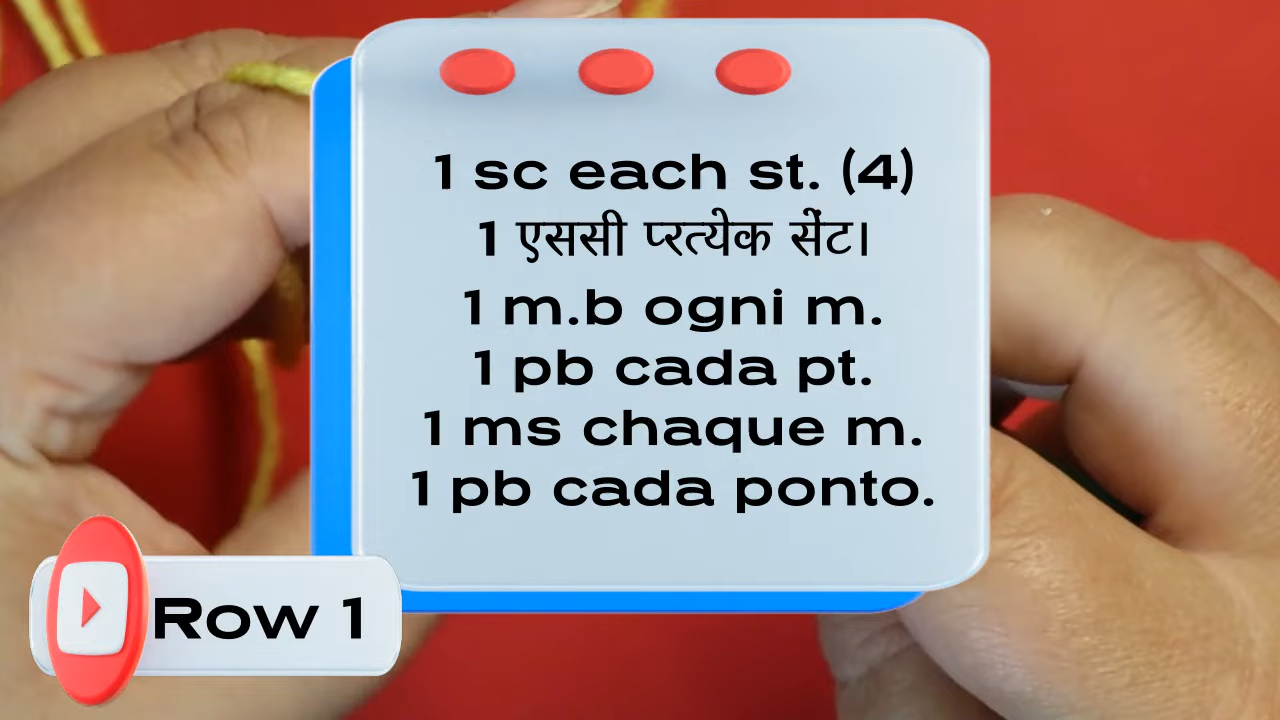 1 sc each st. (4)
1 एससी प्रत्येक सेंट।
1 m.b ogni m.
1 pb cada pt.
1 ms chaque m.
1 pb cada ponto.
Row 1